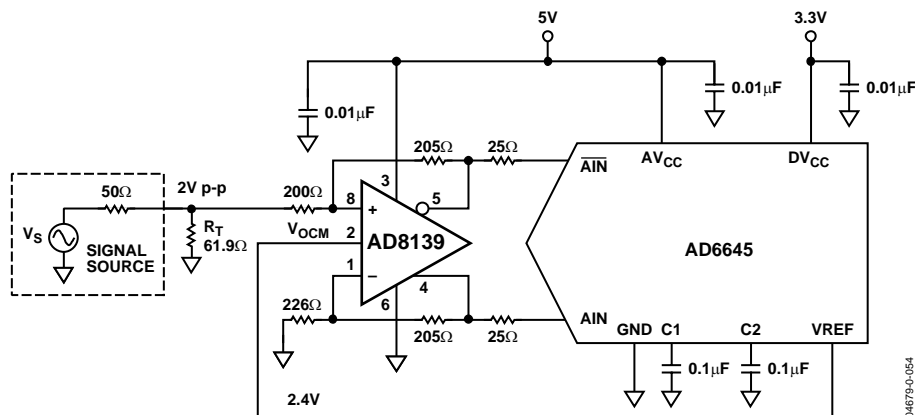 5V
3.3V
0.01μF
0.01μF
0.01μF
205Ω
25Ω
AIN
AVCC
DVCC
50Ω
2V p-p
200Ω
3
5
8
+
VS
SIGNAL
SOURCE
RT
61.9Ω
VOCM
2
AD8139
AD6645
1
−
4
226Ω
6
205Ω
25Ω
AIN
GND
C1
C2
VREF
0.1μF
0.1μF
2.4V
04679-0-054